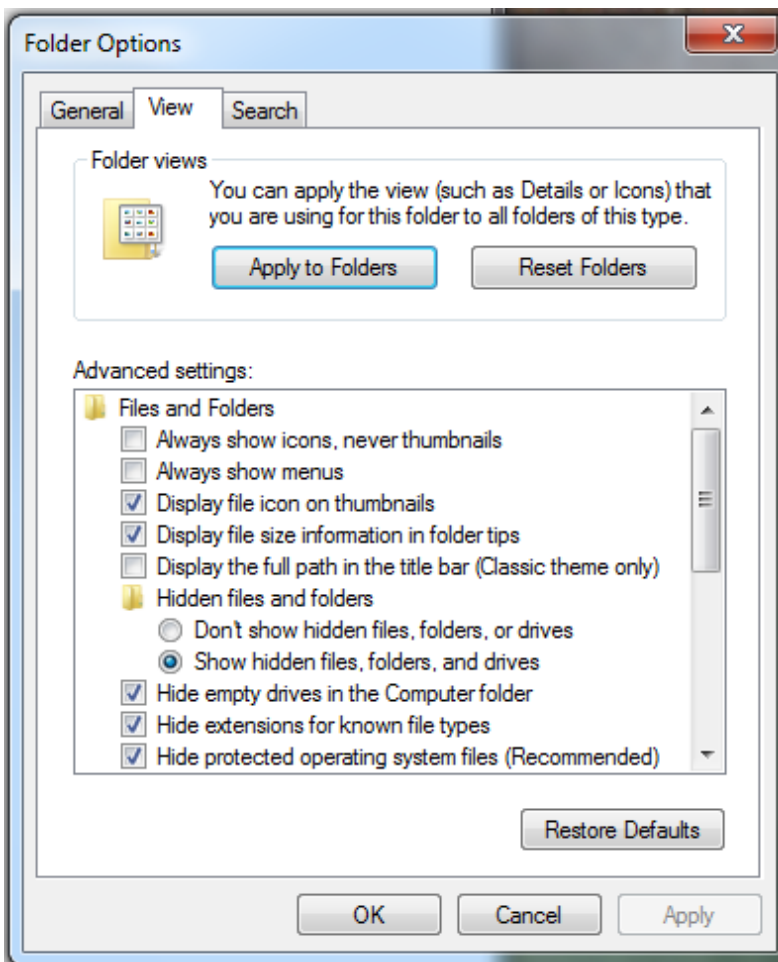 Folder Options
General View Search
Folder views
You can apply the view (such as Details or Icons) that
you are using for this folder to all folders of this type.
Apply to Folders Reset Folders
Advanced settings:
Files and Folders
Always show icons, never thumbnails
Always show menus
Display file icon on thumbnails
Display file size information in folder tips
Display the full path in the title bar (Classic theme only)
Hidden files and folders
Don't show hidden files, folders, or drives
Show hidden files, folders, and drives
Hide empty drives in the Computer folder
Hide extensions for known file types
Hide protected operating system files (Recommended)
Restore Defaults
OK Cancel Apply